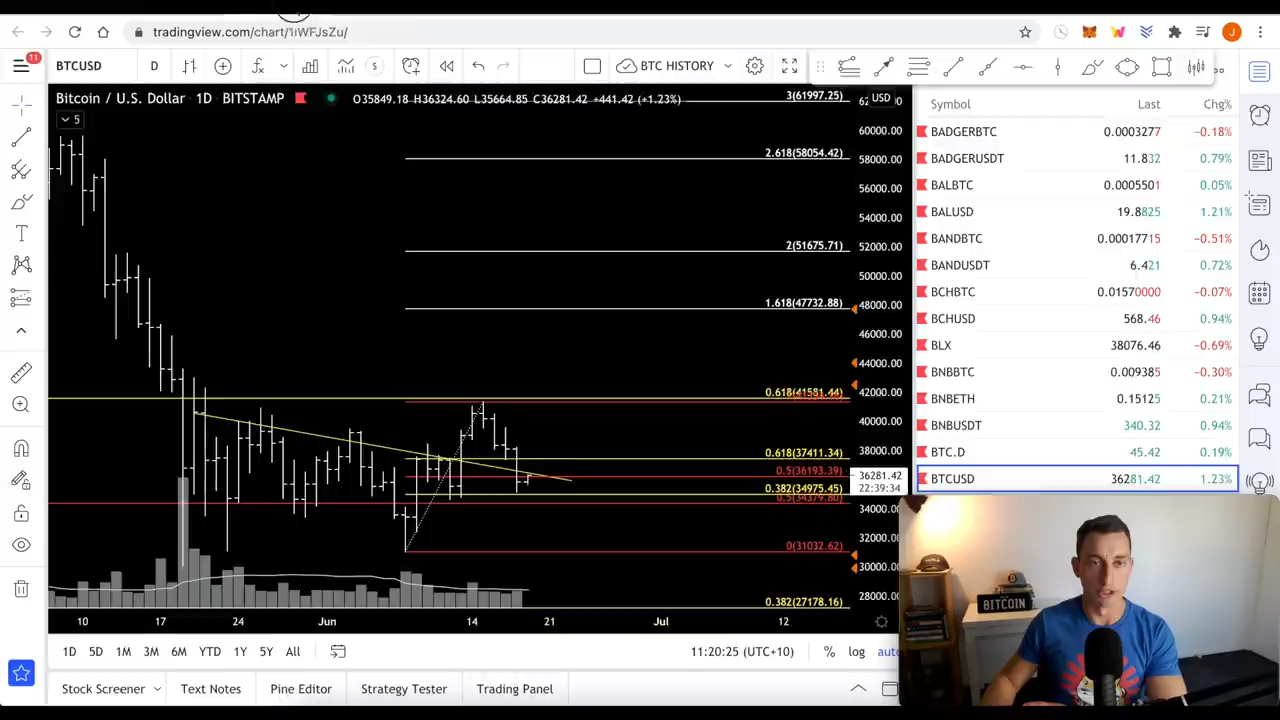 tradingview.com/chart/1iWFJsZu/
J
11
BTCUSD
D
S
BTC HISTORY
Bitcoin / U.S. Dollar 1D BITSTAMP
O35849.18 H36324.60 L35664.85 C36281.42 +441.42 (+1.23%)
5
USD
3(61997.25)
2.618(58054.42)
2(51675.71)
1.618(47732.88)
0.618(41581.44)
0.618(37411.34)
0.5(36193.39)
0.382(34975.45)
0.5(34379.80)
0(31032.62)
0.382(27178.16)
60000.00
58000.00
56000.00
54000.00
52000.00
50000.00
48000.00
46000.00
44000.00
42000.00
40000.00
38000.00
36281.42
22:39:34
34000.00
32000.00
30000.00
28000.00
10
17
24
Jun
14
21
Jul
12
Symbol Last Chg%
BADGERBTC 0.0003277 −0.18%
BADGERUSDT 11.832 0.79%
BALBTC 0.0005501 0.05%
BALUSD 19.8825 1.21%
BANDBTC 0.00017715 −0.51%
BANDUSDT 6.421 0.72%
BCHBTC 0.01570000 −0.07%
BCHUSD 568.46 0.94%
BLX 38076.46 −0.69%
BNBBTC 0.009385 −0.30%
BNBETH 0.15125 0.21%
BNBUSDT 340.32 0.94%
BTC.D 45.42 0.19%
BTCUSD 36281.42 1.23%
BITCOIN
1D 5D 1M 3M 6M YTD 1Y 5Y All
11:20:25 (UTC+10)
% log auto
Stock Screener
Text Notes
Pine Editor
Strategy Tester
Trading Panel